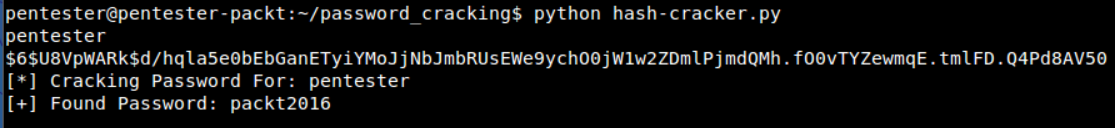 pentester@pentester-packt:~/password_cracking$ python hash-cracker.py
pentester
$6$U8VpWARk$d/hqla5e0bEbGanETyiYMoJjNbJmbRUsEWe9ychO0jW1w2ZDmlPjmdQMh.fO0vTYZewmqE.tmlFD.Q4Pd8AV50
[*] Cracking Password For: pentester
[+] Found Password: packt2016